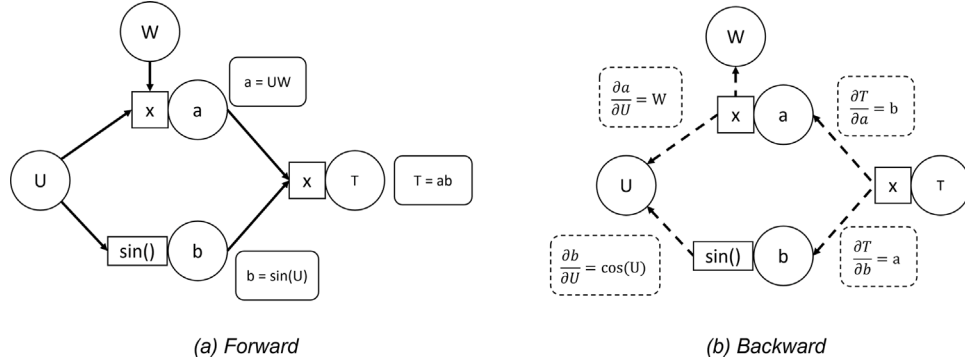 W
x
a
a = UW
U
x
T
T = ab
sin()
b
b = sin(U)
(a) Forward
W
∂a/∂U = W
x
a
∂T/∂a = b
U
x
T
∂b/∂U = cos(U)
sin()
b
∂T/∂b = a
(b) Backward